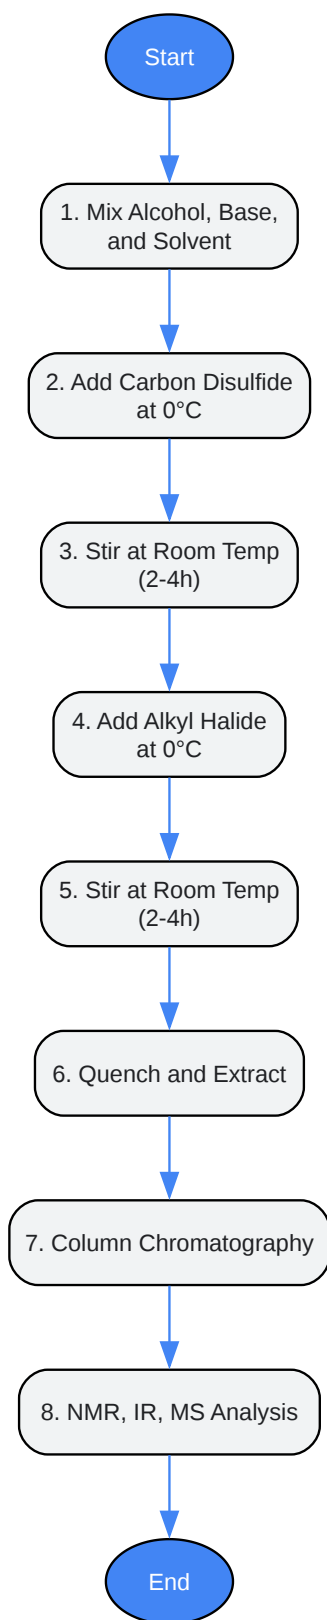 Start
1. Mix Alcohol, Base,
and Solvent
2. Add Carbon Disulfide
at 0°C
3. Stir at Room Temp
(2-4h)
4. Add Alkyl Halide
at 0°C
5. Stir at Room Temp
(2-4h)
6. Quench and Extract
7. Column Chromatography
8. NMR, IR, MS Analysis
End